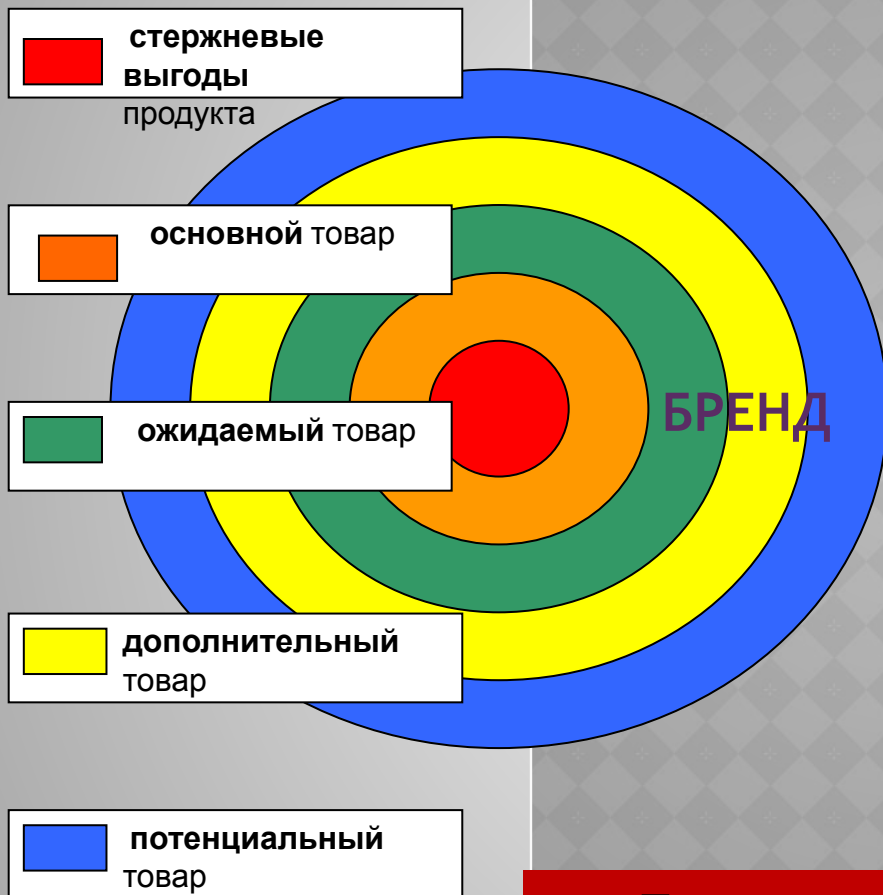 стержневые
выгоды
продукта
основной товар
ожидаемый товар
БРЕНД
дополнительный
товар
потенциальный
товар